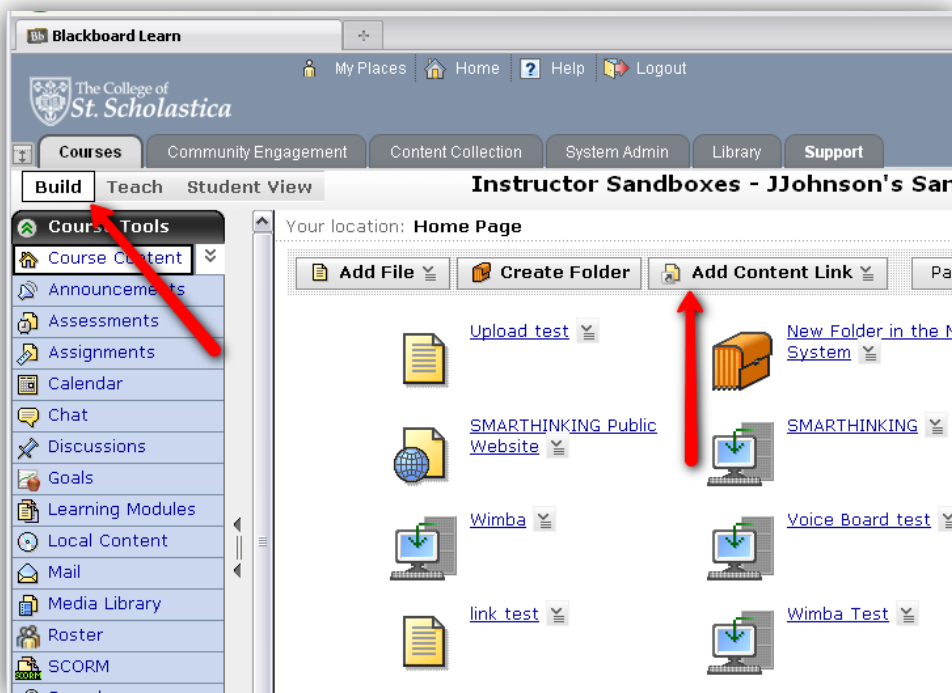 Bb Blackboard Learn
My Places Home ? Help Logout
The College of
St. Scholastica
Courses Community Engagement Content Collection System Admin Library Support
Build Teach Student View Instructor Sandboxes - JJohnson's
Course Tools
Your location: Home Page
Course Content
Add File Create Folder Add Content Link
Announcements
Assessments
Assignments
Calendar
Chat
Discussions
Goals
Learning Modules
Local Content
Mail
Media Library
Roster
SCORM
Upload test
New Folder in the
System
SMARTHINKING Public
Website
SMARTHINKING
Wimba
Voice Board test
link test
Wimba Test